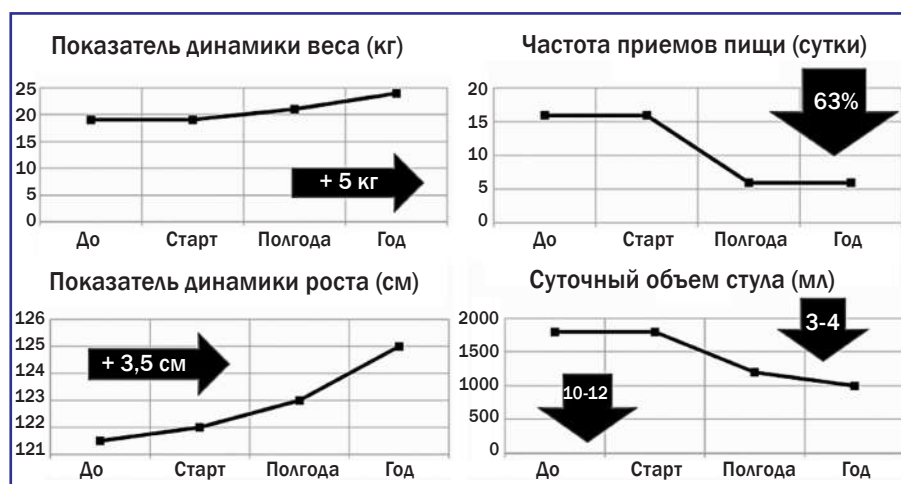 Показатель динамики веса (кг)
25
20
15
10
5
0
+ 5 кг
До Старт Полгода Год
Частота приемов пищи (сутки)
20
15
10
5
0
63%
До Старт Полгода Год
Показатель динамики роста (см)
126
125
124
123
122
121
+ 3,5 см
До Старт Полгода Год
Суточный объем стула (мл)
2000
1500
1000
500
0
3-4
10-12
До Старт Полгода Год